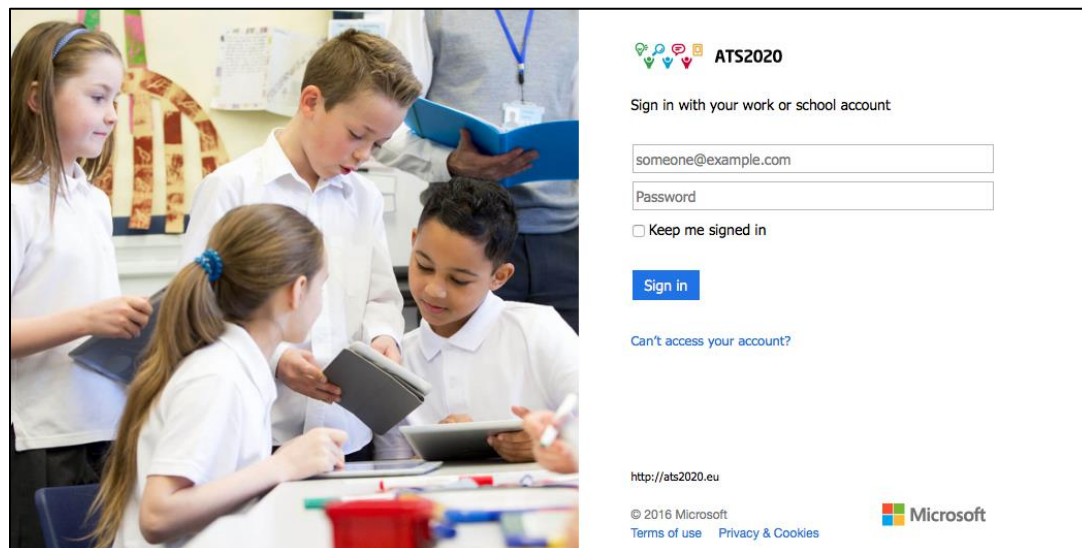 ATS2020
Sign in with your work or school account
someone@example.com
Password
Keep me signed in
Sign in
Can't access your account?
http://ats2020.eu
© 2016 Microsoft
Terms of use Privacy & Cookies
Microsoft